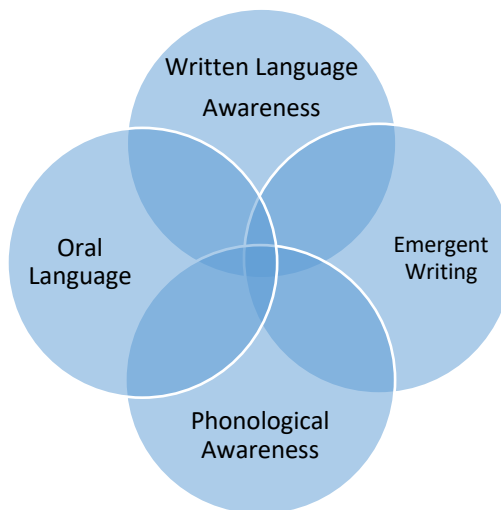 Written Language
Awareness
Oral
Language
Emergent
Writing
Phonological
Awareness